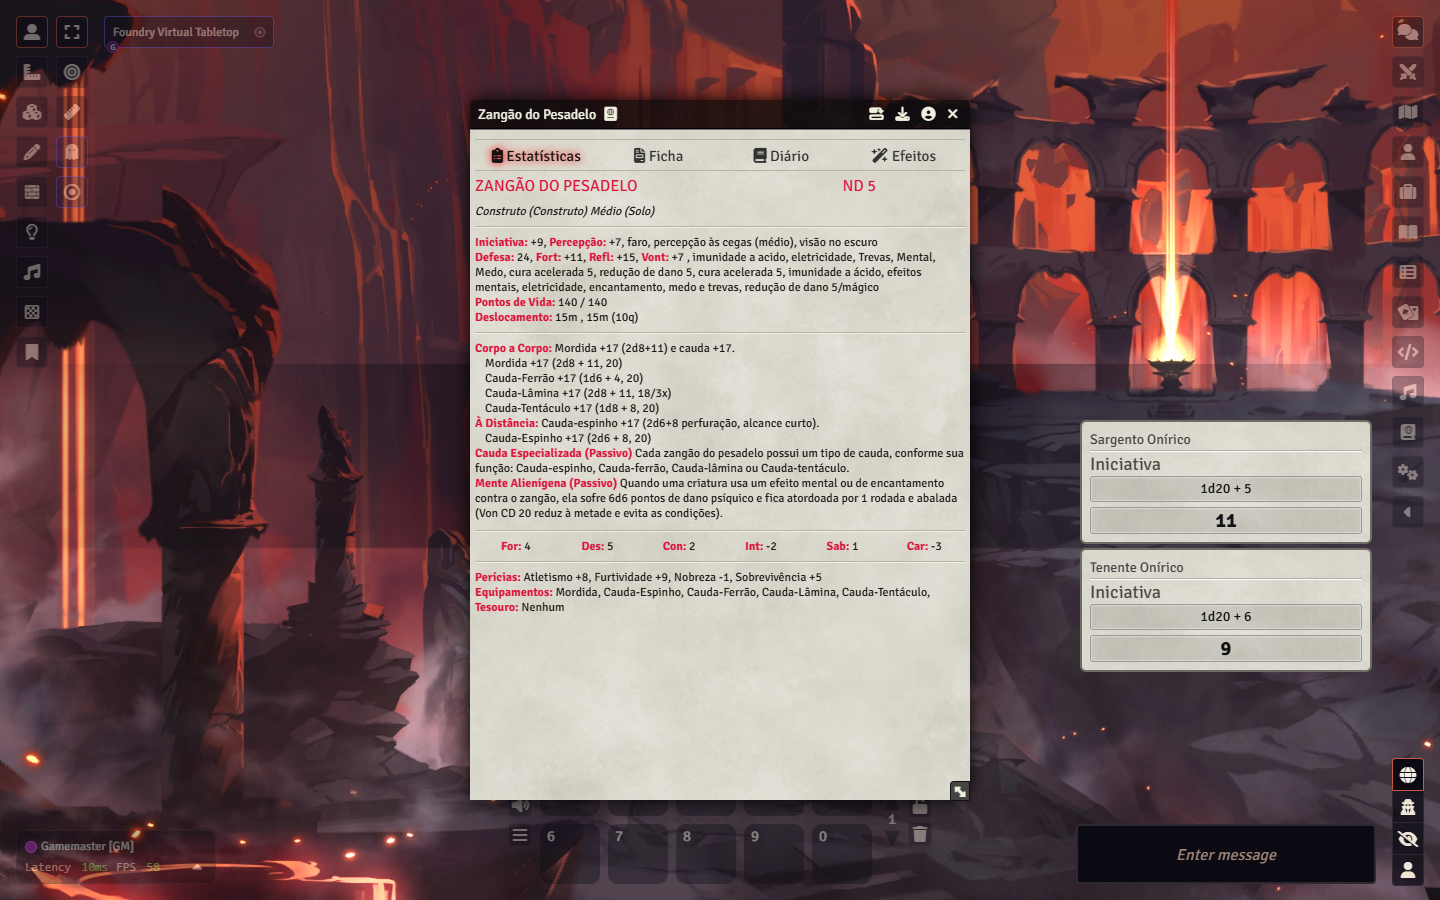 Foundry Virtual Tabletop
G
Zangão do Pesadelo
Estatísticas
Ficha
Diário
Efeitos
ZANGÃO DO PESADELO
ND 5
Construto (Construto) Médio (Solo)
Iniciativa: +9, Percepção: +7, faro, percepção às cegas (médio), visão no escuro
Defesa: 24, Fort: +11, Refl: +15, Vont: +7 , imunidade a acido, eletricidade, Trevas, Mental,
Medo, cura acelerada 5, redução de dano 5, cura acelerada 5, imunidade a ácido, efeitos
mentais, eletricidade, encantamento, medo e trevas, redução de dano 5/mágico
Pontos de Vida: 140 / 140
Deslocamento: 15m , 15m (10q)
Corpo a Corpo: Mordida +17 (2d8+11) e cauda +17.
Mordida +17 (2d8 + 11, 20)
Cauda-Ferrão +17 (1d6 + 4, 20)
Cauda-Lâmina +17 (2d8 + 11, 18/3x)
Cauda-Tentáculo +17 (1d8 + 8, 20)
À Distância: Cauda-espinho +17 (2d6+8 perfuração, alcance curto).
Cauda-Espinho +17 (2d6 + 8, 20)
Cauda Especializada (Passivo) Cada zangão do pesadelo possui um tipo de cauda, conforme sua
função: Cauda-espinho, Cauda-ferrão, Cauda-lâmina ou Cauda-tentáculo.
Mente Alienígena (Passivo) Quando uma criatura usa um efeito mental ou de encantamento
contra o zangão, ela sofre 6d6 pontos de dano psíquico e fica atordoada por 1 rodada e abalada
(Von CD 20 reduz à metade e evita as condições).
For: 4 Des: 5 Con: 2 Int: -2 Sab: 1 Car: -3
Perícias: Atletismo +8, Furtividade +9, Nobreza -1, Sobrevivência +5
Equipamentos: Mordida, Cauda-Espinho, Cauda-Ferrão, Cauda-Lâmina, Cauda-Tentáculo,
Tesouro: Nenhum
Sargento Onírico
Iniciativa
1d20 + 5
11
Tenente Onírico
Iniciativa
1d20 + 6
9
6 7 8 9 0
1
Gamemaster [GM]
Latency 10ms FPS 58
Enter message